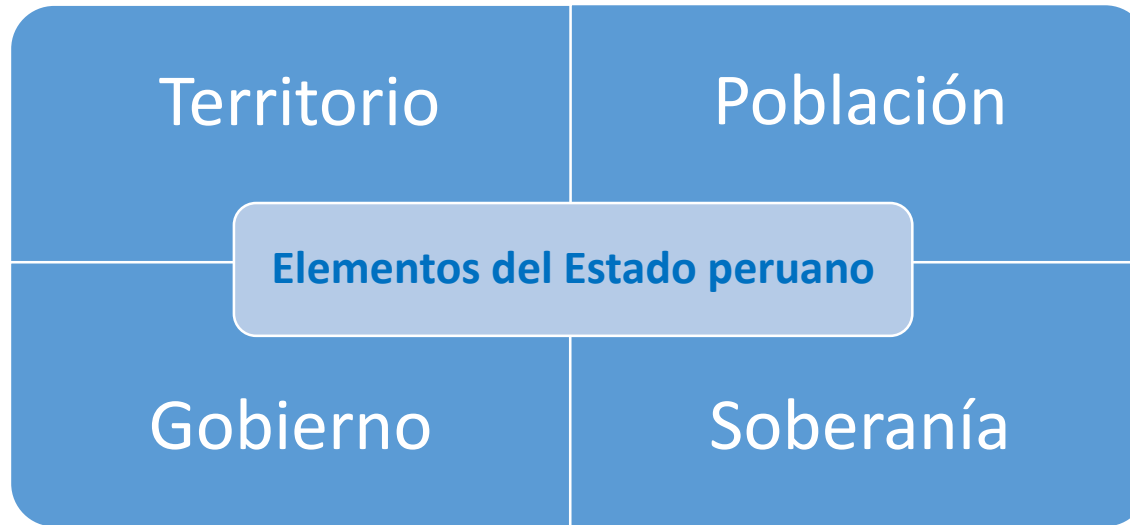 Territorio
Población
Elementos del Estado peruano
Gobierno
Soberanía